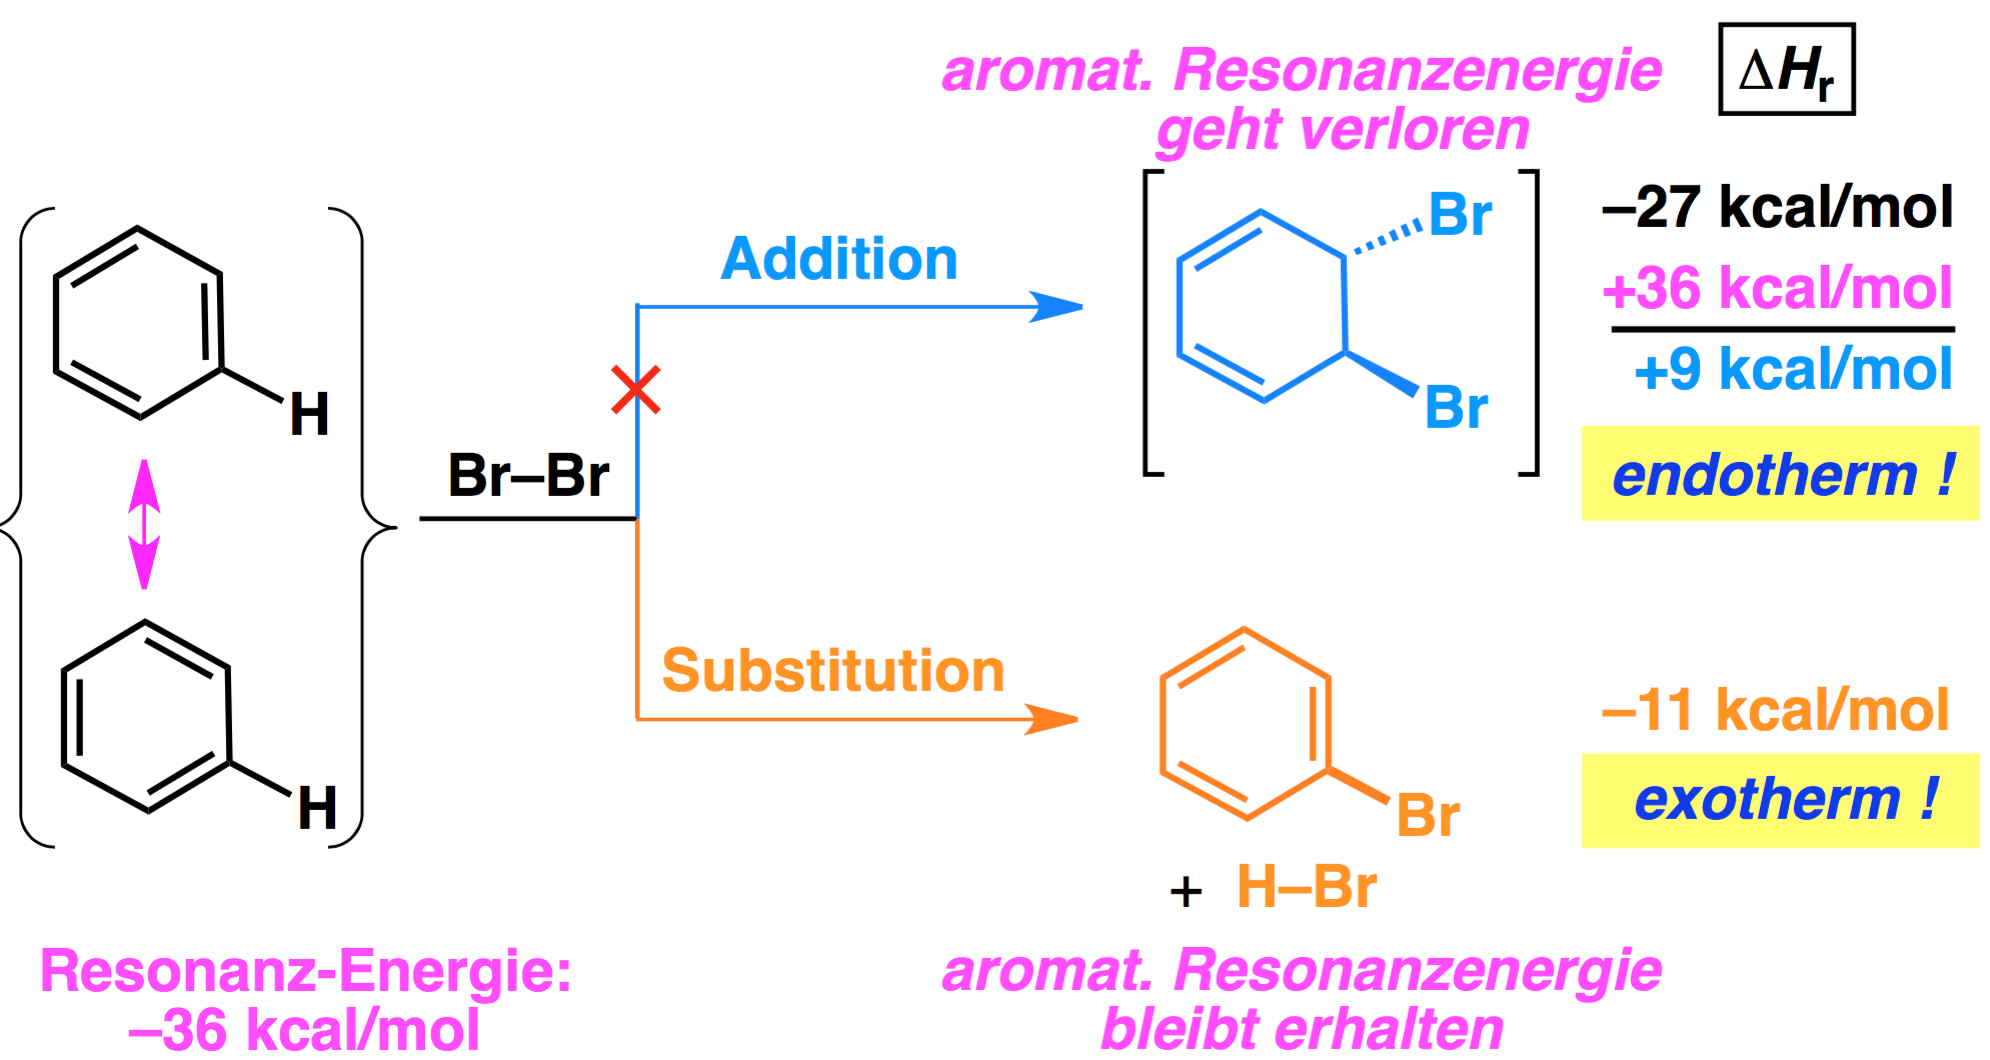 aromat. Resonanzenergie
geht verloren
ΔHr
Br
Br
–27 kcal/mol
+36 kcal/mol
+9 kcal/mol
endotherm !
Addition
H
Br–Br
H
Substitution
Br
+ H–Br
–11 kcal/mol
exotherm !
Resonanz-Energie:
–36 kcal/mol
aromat. Resonanzenergie
bleibt erhalten